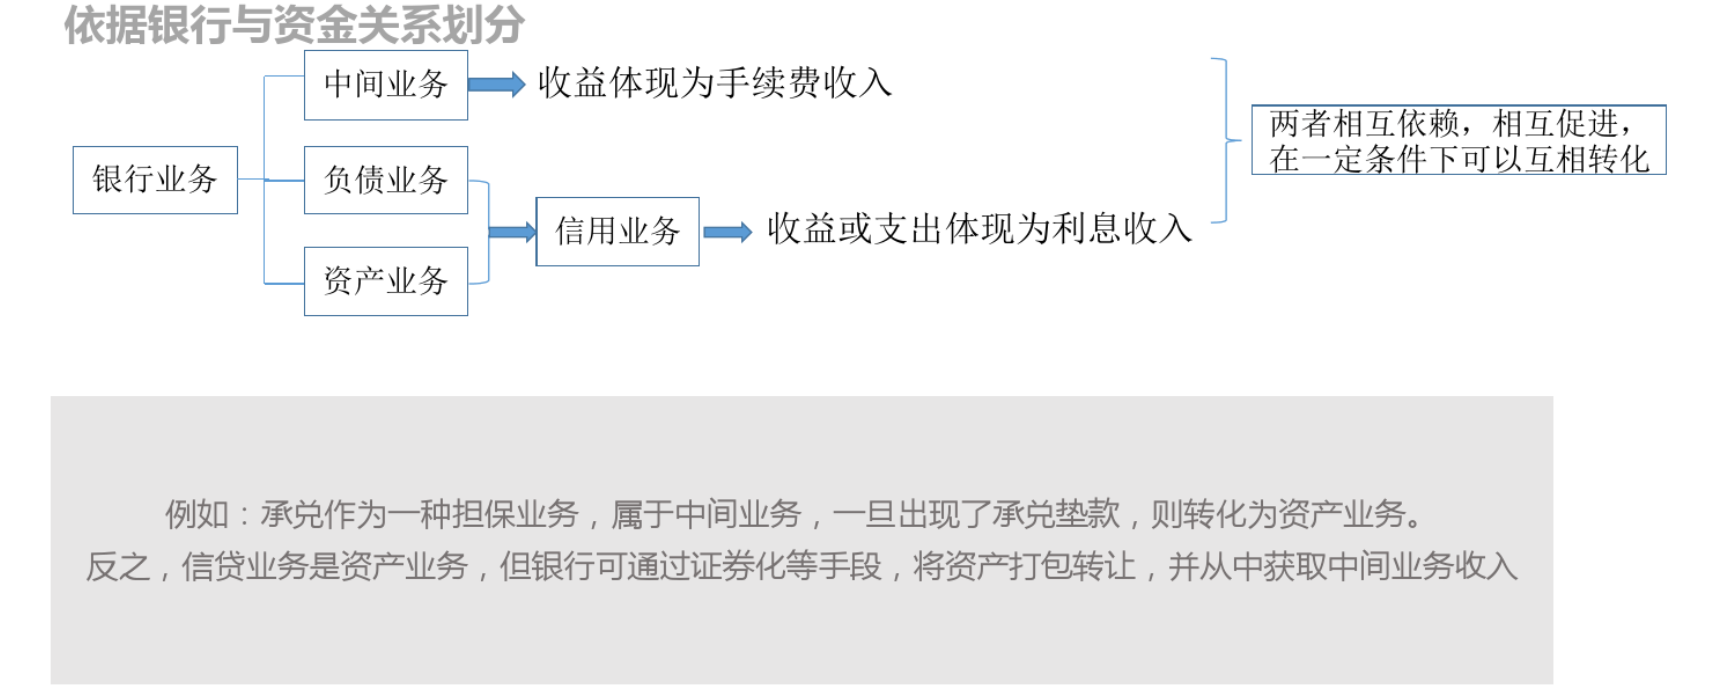 依据银行与资金关系划分
中间业务
收益体现为手续费收入
两者相互依赖，相互促进，
在一定条件下可以互相转化
银行业务
负债业务
信用业务
收益或支出体现为利息收入
资产业务
例如：承兑作为一种担保业务，属于中间业务，一旦出现了承兑垫款，则转化为资产业务。
反之，信贷业务是资产业务，但银行可通过证券化等手段，将资产打包转让，并从中获取中间业务收入